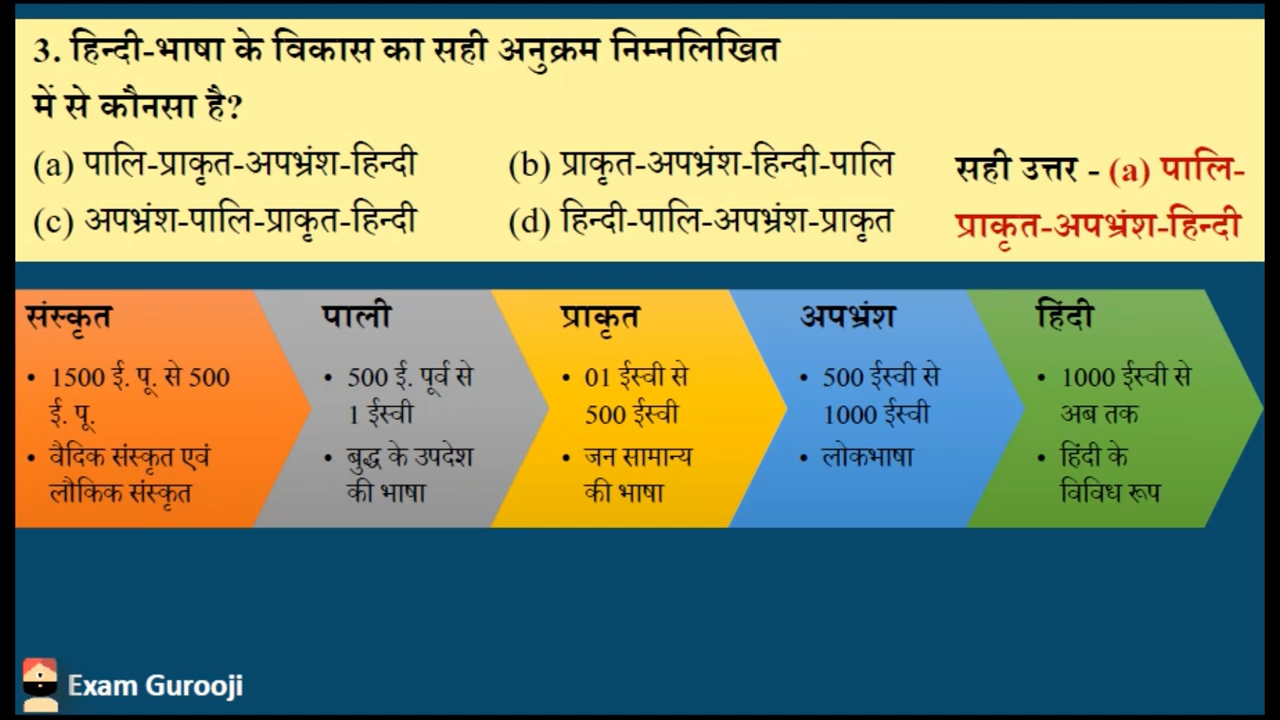 3. हिन्दी-भाषा के विकास का सही अनुक्रम निम्नलिखित
में से कौनसा है?
(a) पालि-प्राकृत-अपभ्रंश-हिन्दी
(b) प्राकृत-अपभ्रंश-हिन्दी-पालि
(c) अपभ्रंश-पालि-प्राकृत-हिन्दी
(d) हिन्दी-पालि-अपभ्रंश-प्राकृत
सही उत्तर - (a) पालि-
प्राकृत-अपभ्रंश-हिन्दी
संस्कृत
• 1500 ई. पू. से 500
ई. पू.
• वैदिक संस्कृत एवं
लौकिक संस्कृत
पाली
• 500 ई. पूर्व से
1 ईस्वी
• बुद्ध के उपदेश
की भाषा
प्राकृत
• 01 ईस्वी से
500 ईस्वी
• जन सामान्य
की भाषा
अपभ्रंश
• 500 ईस्वी से
1000 ईस्वी
• लोकभाषा
हिंदी
• 1000 ईस्वी से
अब तक
• हिंदी के
विविध रूप
Exam Gurooji